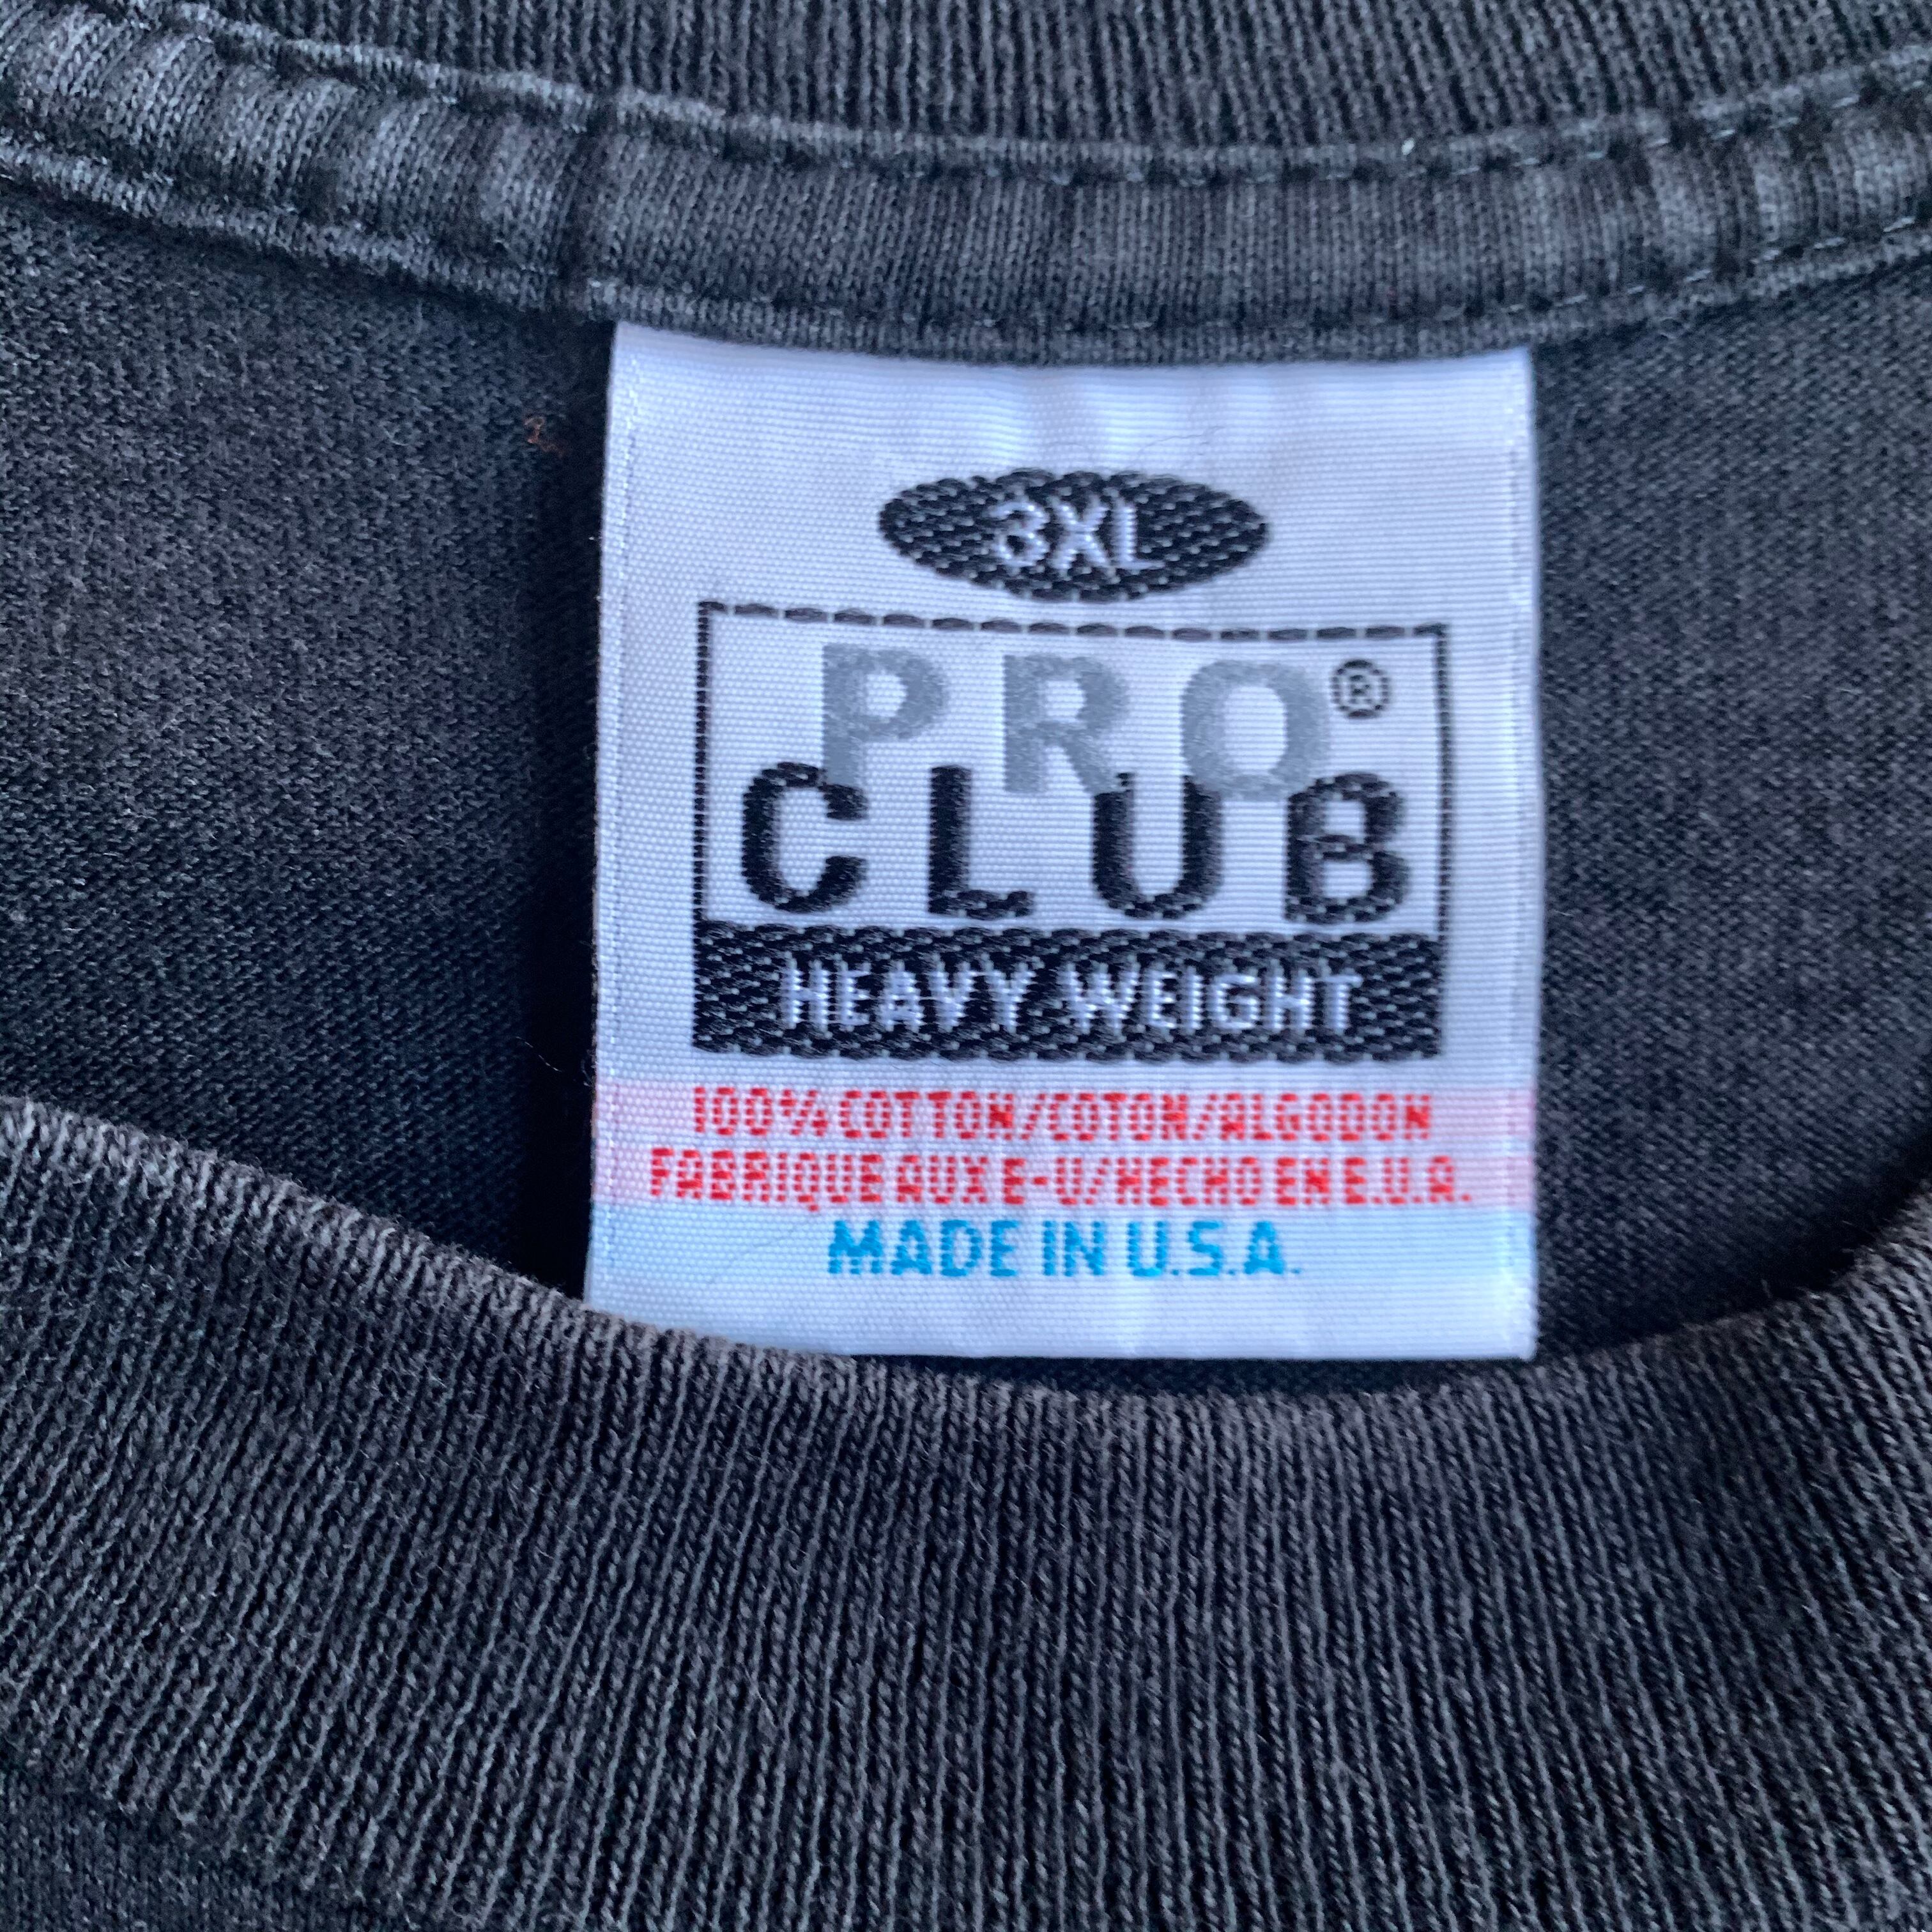 3XL
PRO®
CLUB
HEAVY WEIGHT
100% COTTON/COTON/ALGODON
FABRIQUE AUX E-U/HECHO EN E.U.A.
MADE IN U.S.A.